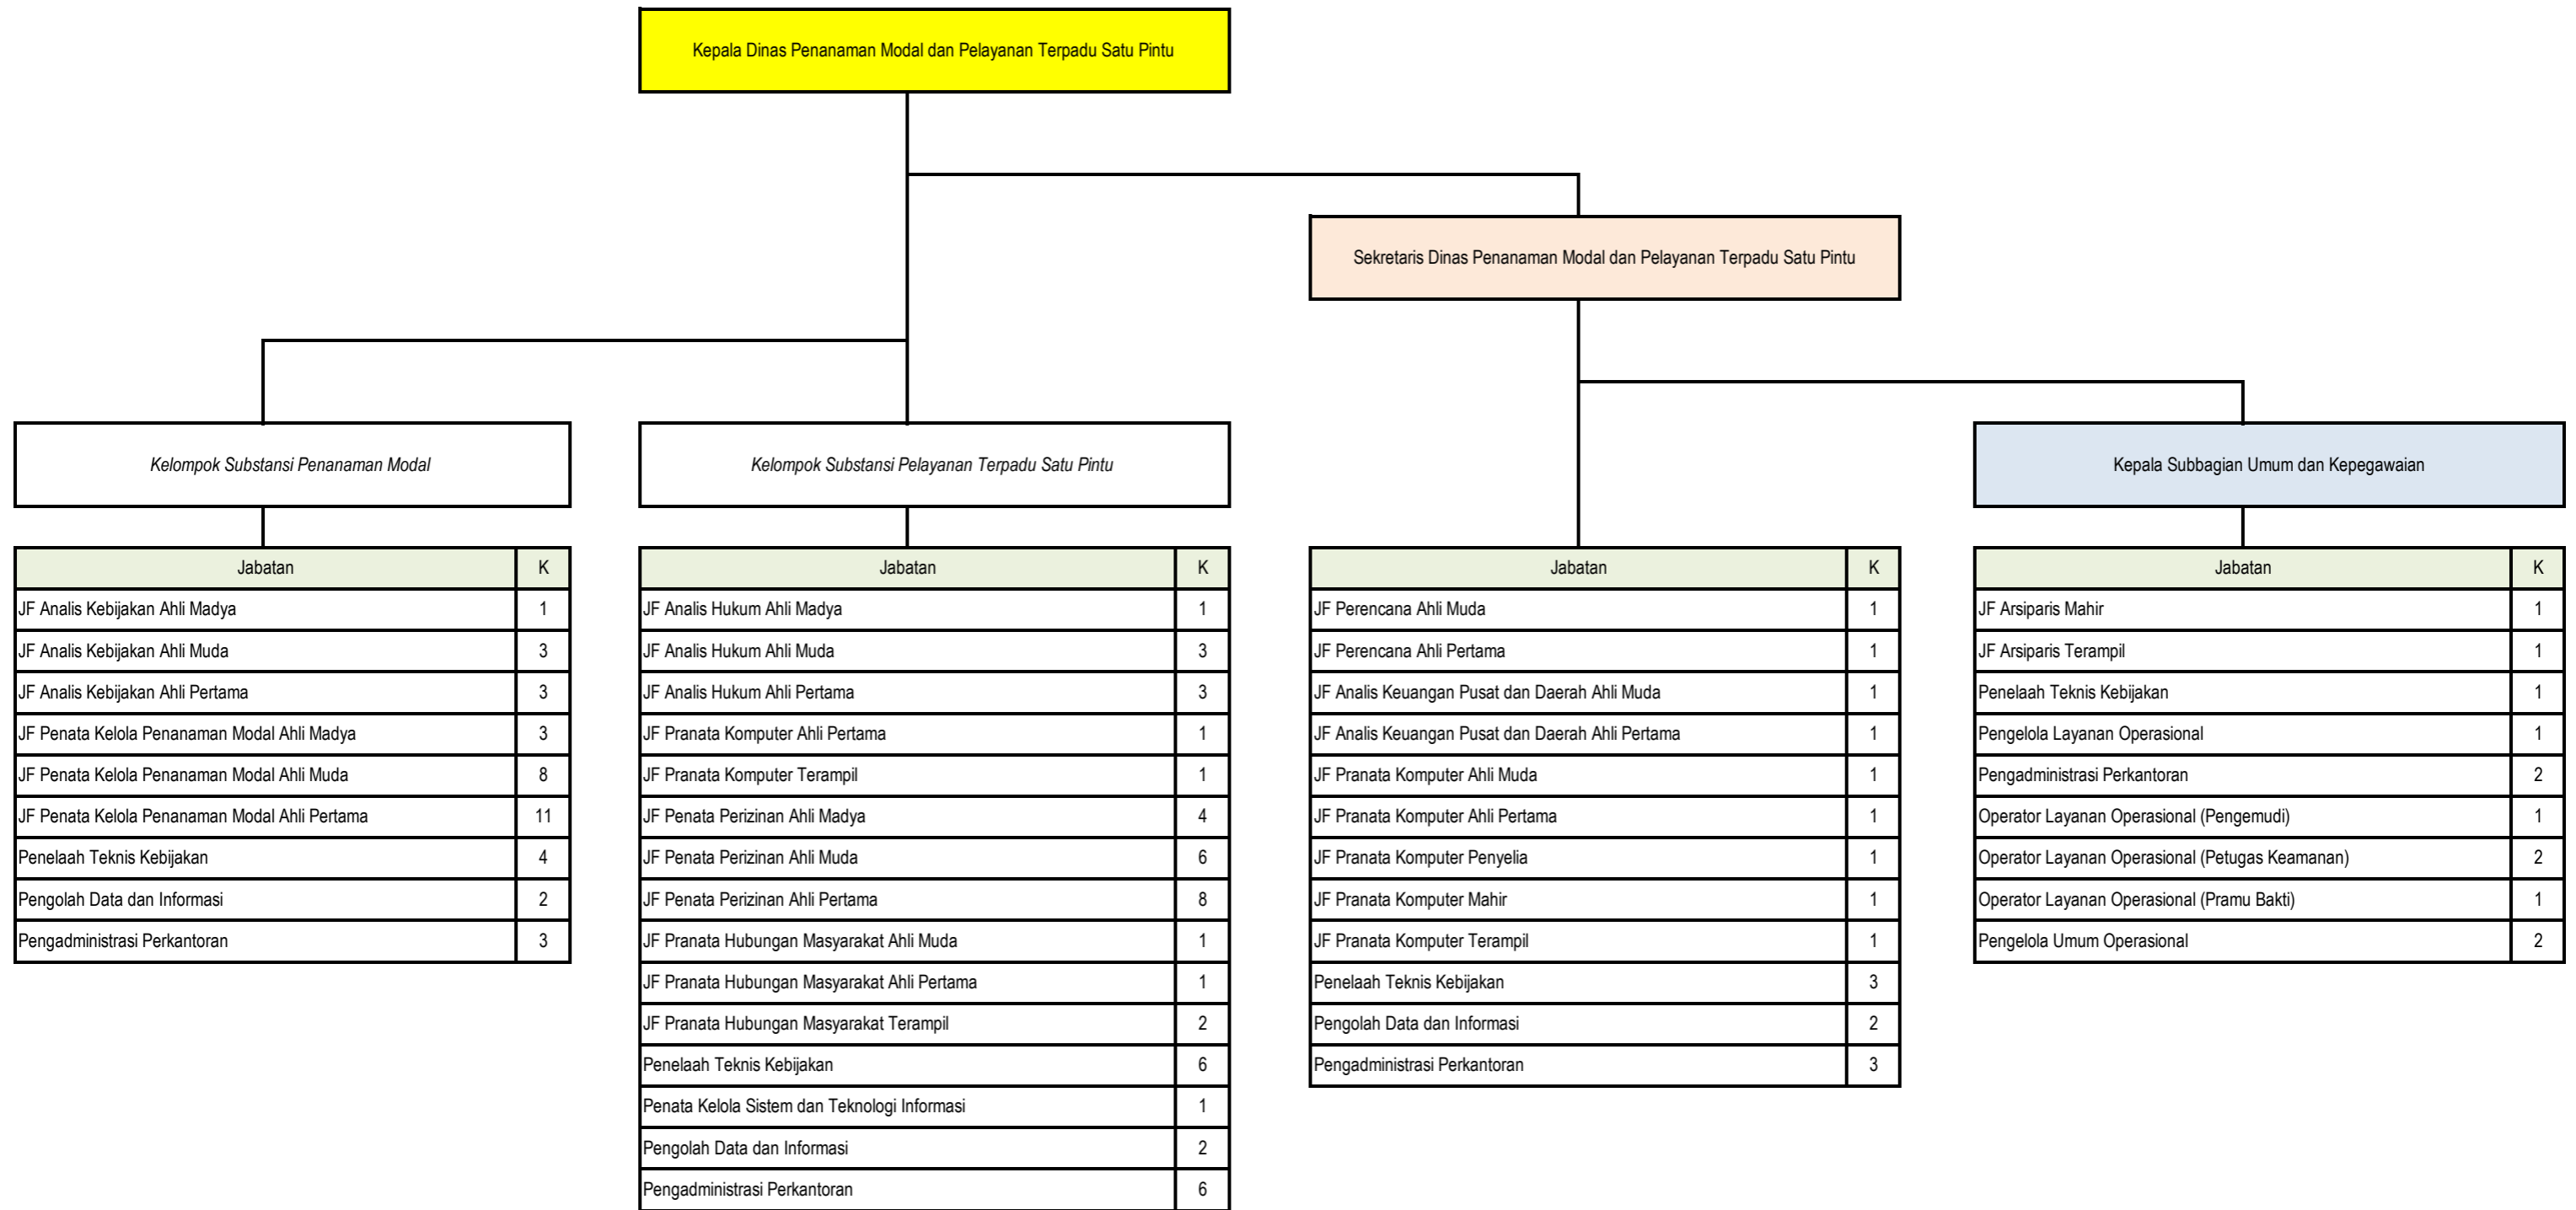 Kepala Dinas Penanaman Modal dan Pelayanan Terpadu Satu Pintu
Sekretaris Dinas Penanaman Modal dan Pelayanan Terpadu Satu Pintu
Kelompok Substansi Penanaman Modal
Jabatan K
JF Analis Kebijakan Ahli Madya 1
JF Analis Kebijakan Ahli Muda 3
JF Analis Kebijakan Ahli Pertama 3
JF Penata Kelola Penanaman Modal Ahli Madya 3
JF Penata Kelola Penanaman Modal Ahli Muda 8
JF Penata Kelola Penanaman Modal Ahli Pertama 11
Penelaah Teknis Kebijakan 4
Pengolah Data dan Informasi 2
Pengadministrasi Perkantoran 3
Kelompok Substansi Pelayanan Terpadu Satu Pintu
Jabatan K
JF Analis Hukum Ahli Madya 1
JF Analis Hukum Ahli Muda 3
JF Analis Hukum Ahli Pertama 3
JF Pranata Komputer Ahli Pertama 1
JF Pranata Komputer Terampil 1
JF Penata Perizinan Ahli Madya 4
JF Penata Perizinan Ahli Muda 6
JF Penata Perizinan Ahli Pertama 8
JF Pranata Hubungan Masyarakat Ahli Muda 1
JF Pranata Hubungan Masyarakat Ahli Pertama 1
JF Pranata Hubungan Masyarakat Terampil 2
Penelaah Teknis Kebijakan 6
Penata Kelola Sistem dan Teknologi Informasi 1
Pengolah Data dan Informasi 2
Pengadministrasi Perkantoran 6
Jabatan K
JF Perencana Ahli Muda 1
JF Perencana Ahli Pertama 1
JF Analis Keuangan Pusat dan Daerah Ahli Muda 1
JF Analis Keuangan Pusat dan Daerah Ahli Pertama 1
JF Pranata Komputer Ahli Muda 1
JF Pranata Komputer Ahli Pertama 1
JF Pranata Komputer Penyelia 1
JF Pranata Komputer Mahir 1
JF Pranata Komputer Terampil 1
Penelaah Teknis Kebijakan 3
Pengolah Data dan Informasi 2
Pengadministrasi Perkantoran 3
Kepala Subbagian Umum dan Kepegawaian
Jabatan K
JF Arsiparis Mahir 1
JF Arsiparis Terampil 1
Penelaah Teknis Kebijakan 1
Pengelola Layanan Operasional 1
Pengadministrasi Perkantoran 2
Operator Layanan Operasional (Pengemudi) 1
Operator Layanan Operasional (Petugas Keamanan) 2
Operator Layanan Operasional (Pramu Bakti) 1
Pengelola Umum Operasional 2